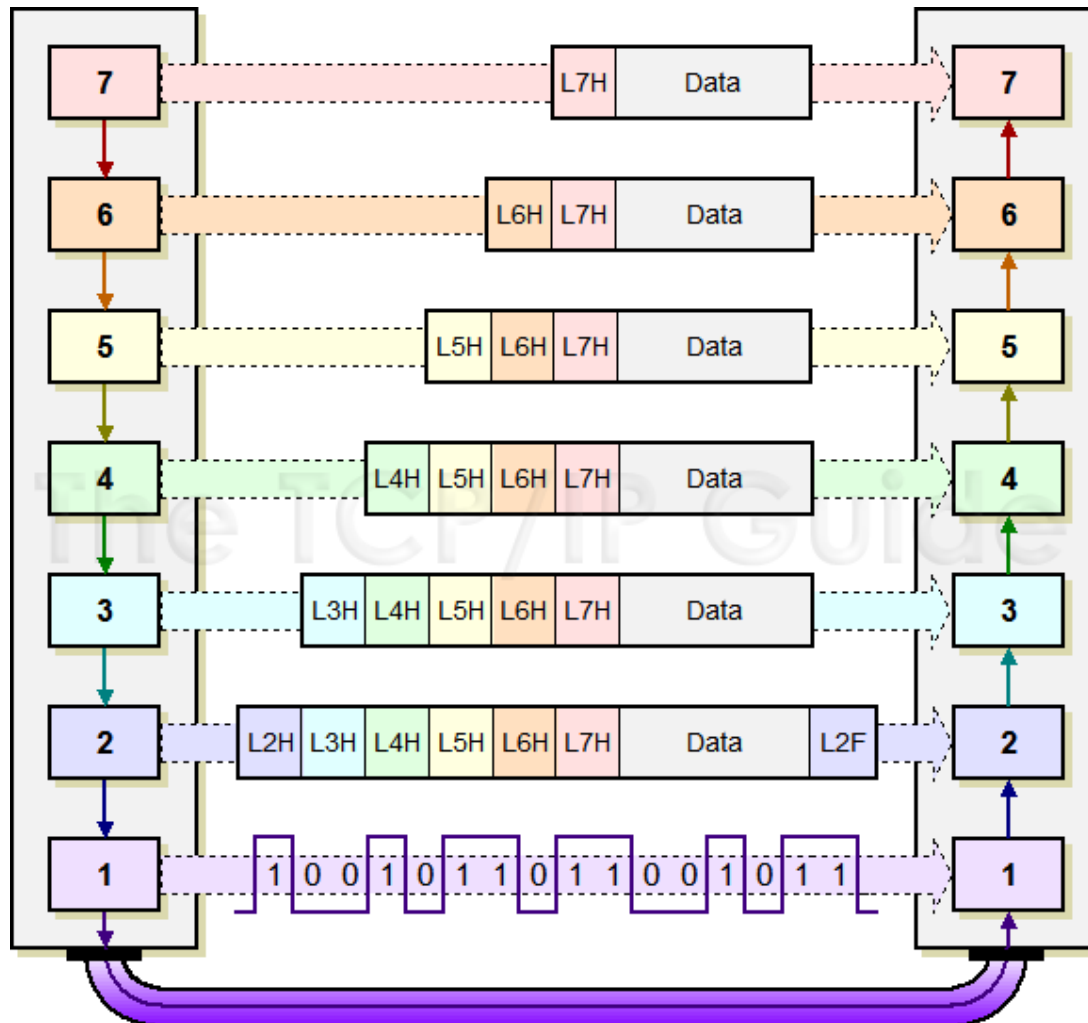 7 L7H Data 7
6 L6H L7H Data 6
5 L5H L6H L7H Data 5
4 L4H L5H L6H L7H Data 4
The TCP/IP Guide
3 L3H L4H L5H L6H L7H Data 3
2 L2H L3H L4H L5H L6H L7H Data L2F 2
1 1 0 0 1 0 1 1 0 1 1 0 0 1 0 1 1 1